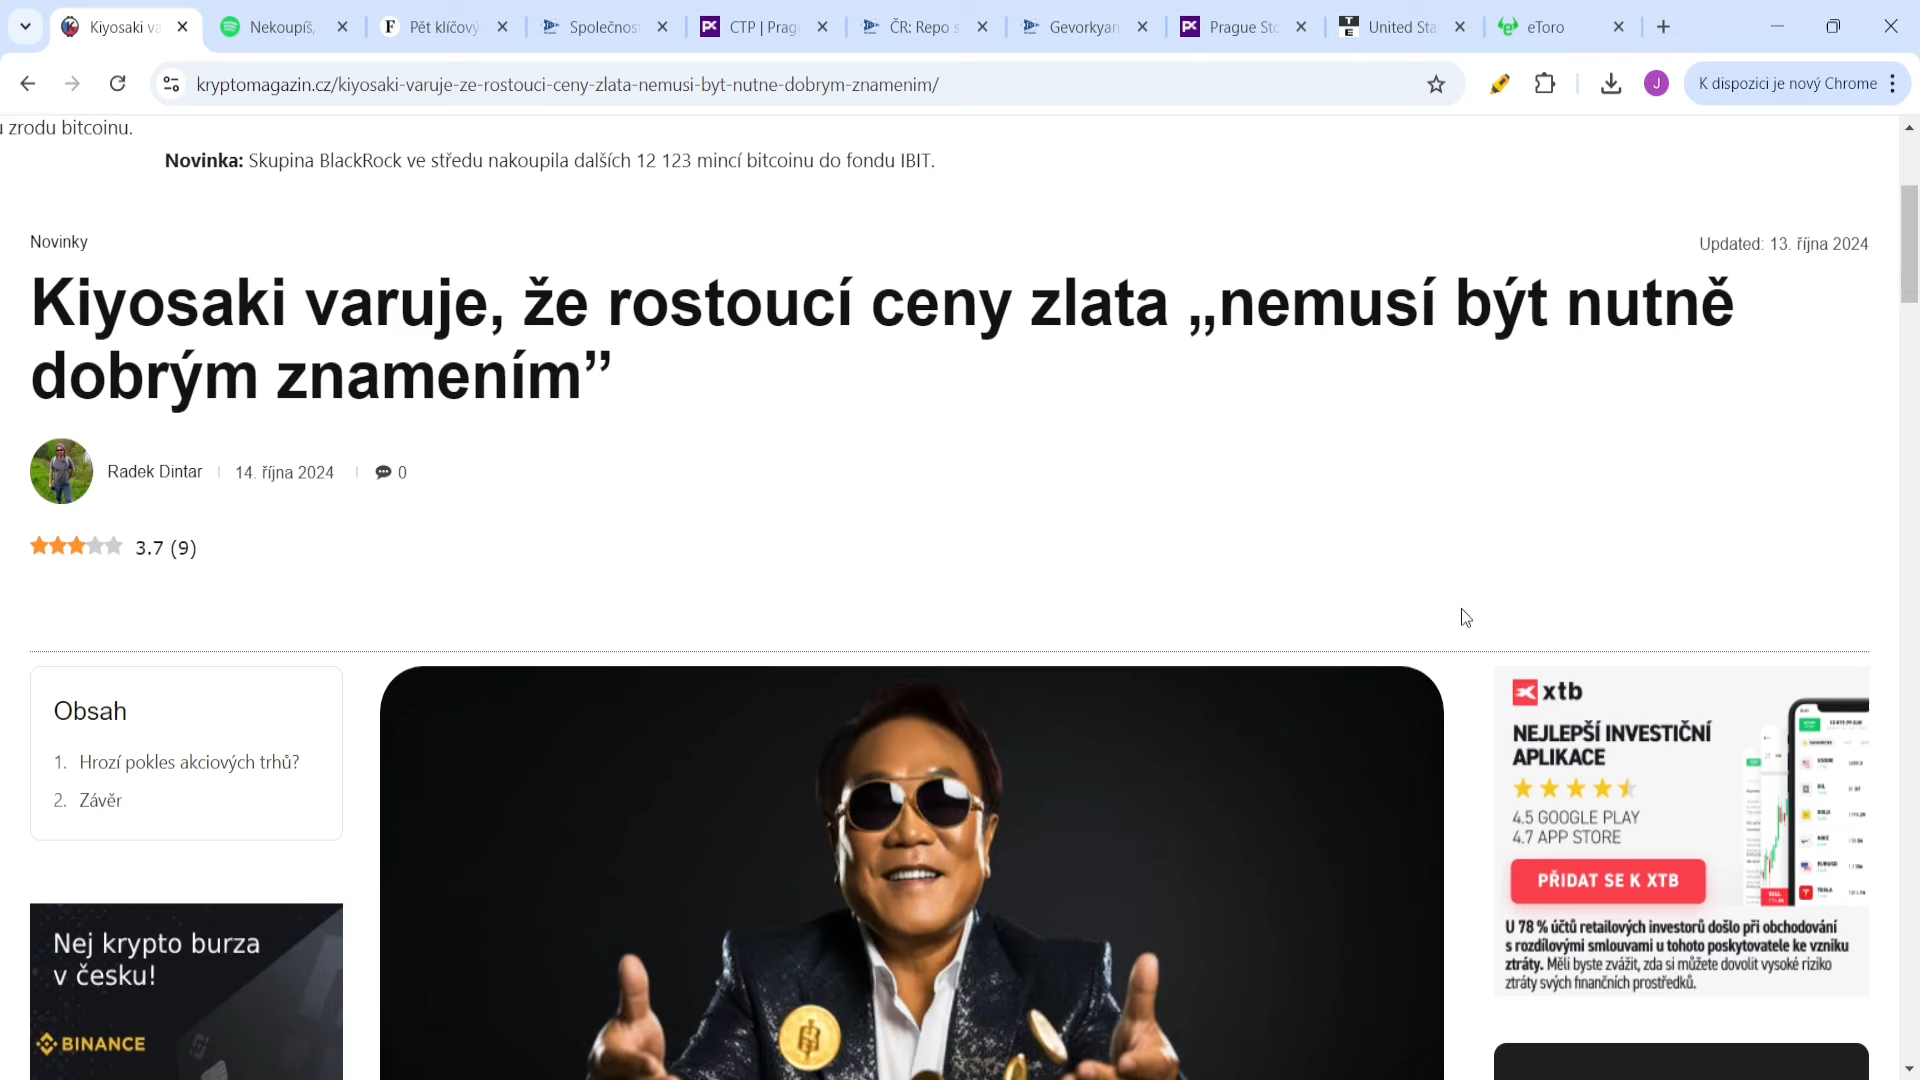 Kiyosaki va
Nekoupíš,
Pět klíčový
Společnos
CTP | Prag
ČR: Repo s
Gevorkyan
Prague Sto
United Sta
eToro
kryptomagazin.cz/kiyosaki-varuje-ze-rostouci-ceny-zlata-nemusi-byt-nutne-dobrym-znamenim/
J
K dispozici je nový Chrome
u zrodu bitcoinu.
Novinka: Skupina BlackRock ve středu nakoupila dalších 12 123 mincí bitcoinu do fondu IBIT.
Novinky
Updated: 13. října 2024
Kiyosaki varuje, že rostoucí ceny zlata „nemusí být nutně
dobrým znamením”
Radek Dintar
14. října 2024
0
3.7 (9)
Obsah
1. Hrozí pokles akciových trhů?
2. Závěr
Nej krypto burza
v česku!
BINANCE
xtb
NEJLEPŠÍ INVESTIČNÍ
APLIKACE
4.5 GOOGLE PLAY
4.7 APP STORE
PŘIDAT SE K XTB
U 78 % účtů retailových investorů došlo při obchodování
s rozdílovými smlouvami u tohoto poskytovatele ke vzniku
ztráty. Měli byste zvážit, zda si můžete dovolit vysoké riziko
ztráty svých finančních prostředků.